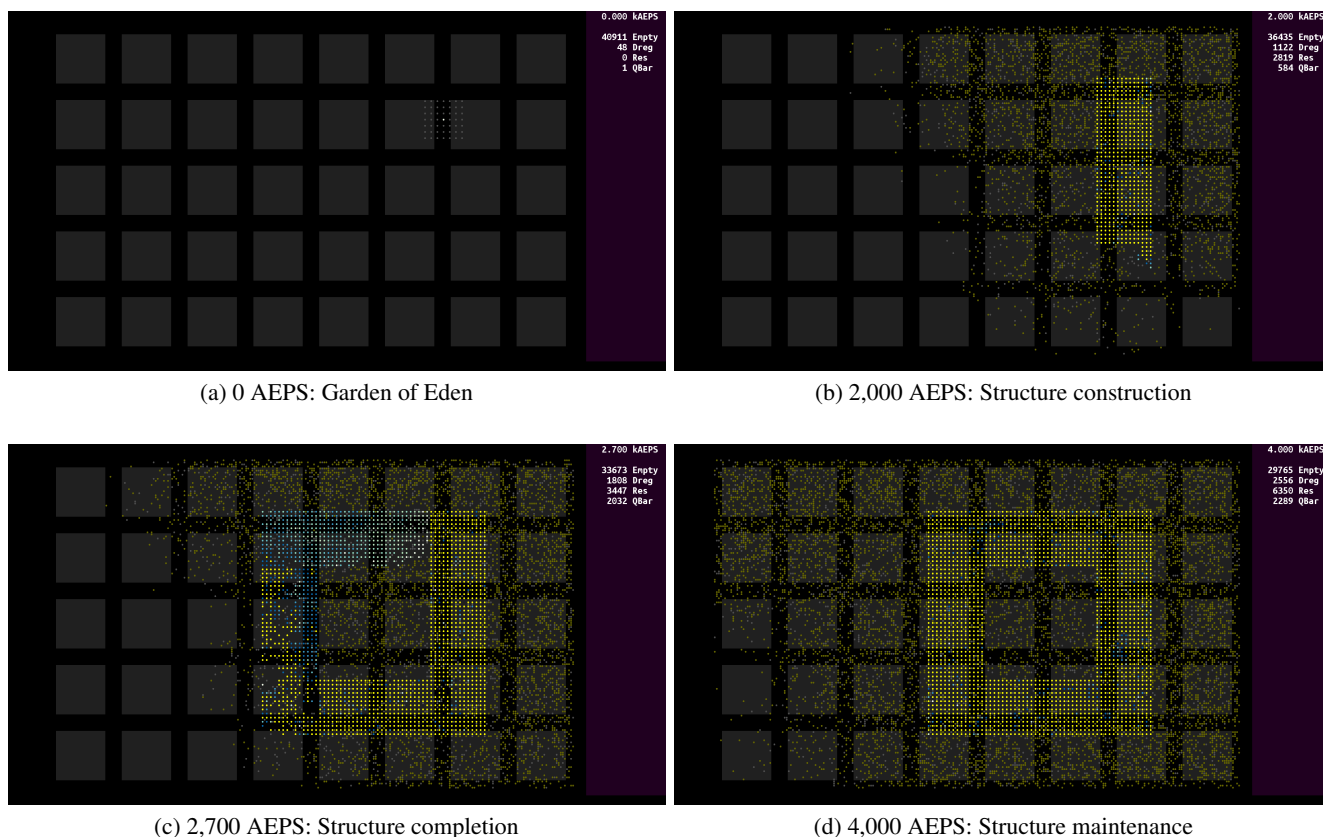 0.000 kAEPS
40911 Empty
48 Dreg
0 Res
1 QBar
(a) 0 AEPS: Garden of Eden
2.000 kAEPS
36435 Empty
1122 Dreg
2819 Res
584 QBar
(b) 2,000 AEPS: Structure construction
2.700 kAEPS
33673 Empty
1808 Dreg
3447 Res
2032 QBar
(c) 2,700 AEPS: Structure completion
4.000 kAEPS
29765 Empty
2556 Dreg
6350 Res
2289 QBar
(d) 4,000 AEPS: Structure maintenance